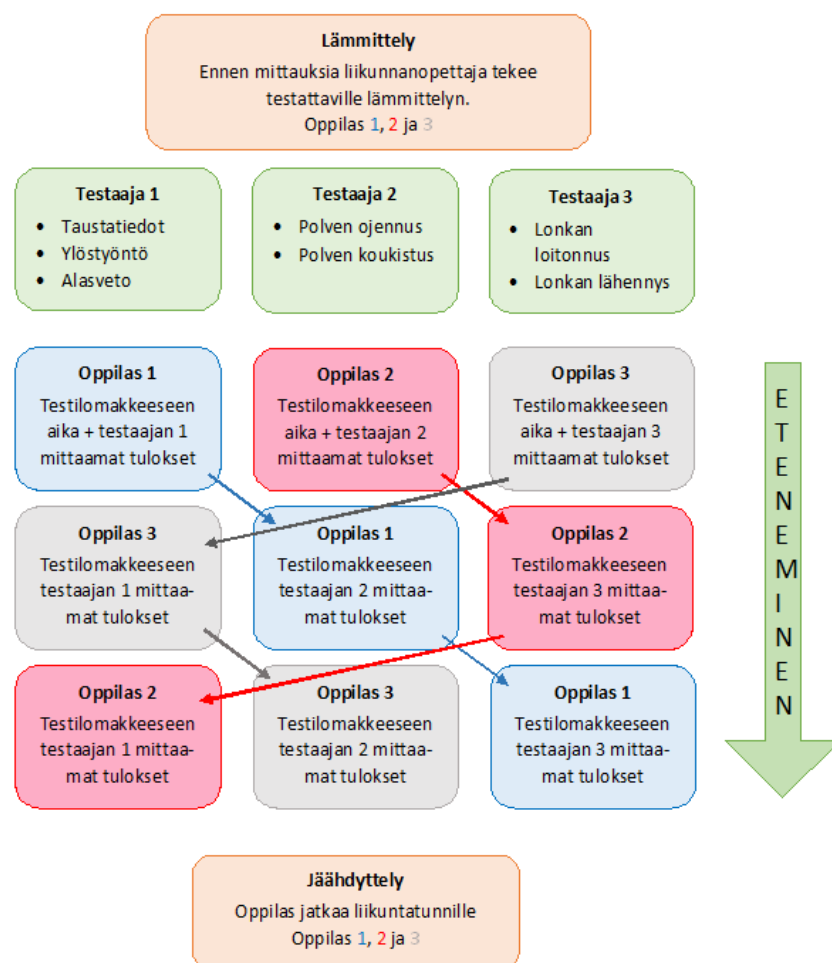 Lämmittely
Ennen mittauksia liikunnanopettaja tekee
testattaville lämmittelyn.
Oppilas 1, 2 ja 3
Testaaja 1
• Taustatiedot
• Ylöstyöntö
• Alasveto
Testaaja 2
• Polven ojennus
• Polven koukistus
Testaaja 3
• Lonkan
loitonnus
• Lonkan lähennys
Oppilas 1
Testilomakkeeseen
aika + testaajan 1
mittaamat tulokset
Oppilas 2
Testilomakkeeseen
aika + testaajan 2
mittaamat tulokset
Oppilas 3
Testilomakkeeseen
aika + testaajan 3
mittaamat tulokset
Oppilas 3
Testilomakkeeseen
testaajan 1 mittaa-
mat tulokset
Oppilas 1
Testilomakkeeseen
testaajan 2 mittaa-
mat tulokset
Oppilas 2
Testilomakkeeseen
testaajan 3 mittaa-
mat tulokset
Oppilas 2
Testilomakkeeseen
testaajan 1 mittaa-
mat tulokset
Oppilas 3
Testilomakkeeseen
testaajan 2 mittaa-
mat tulokset
Oppilas 1
Testilomakkeeseen
testaajan 3 mittaa-
mat tulokset
ETENEMINEN
Jäähdyttely
Oppilas jatkaa liikuntatunnille
Oppilas 1, 2 ja 3